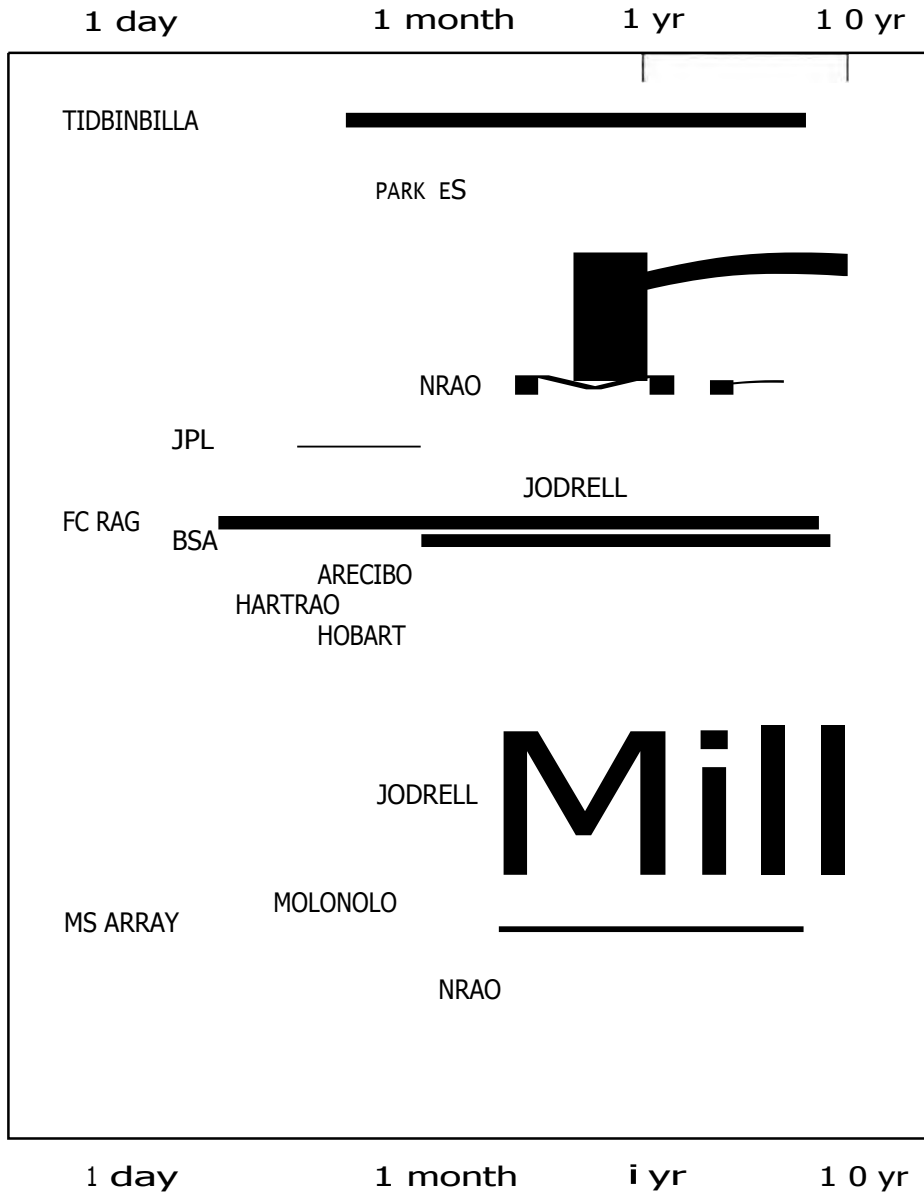 1 day 1 month 1 yr 1 0 yr
TIDBINBILLA
PARK ES
NRAO
JPL
JODRELL
FC RAG
BSA
ARECIBO
HARTRAO
HOBART
Mill
JODRELL
MOLONOLO
MS ARRAY
NRAO
1 day 1 month i yr 1 0 yr